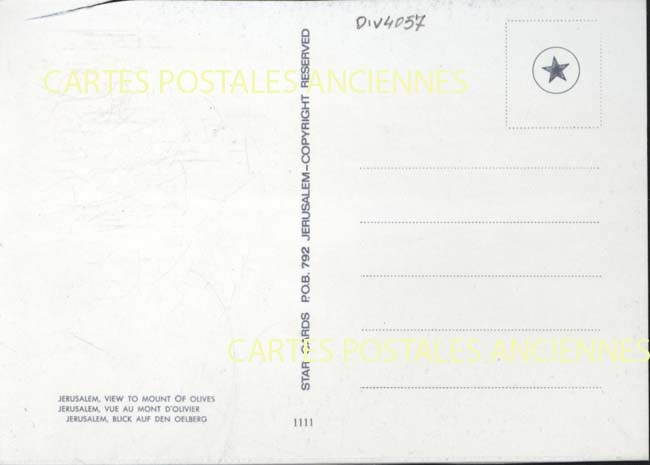 DIV4057
CARTES POSTALES ANCIENNES
STAR CARDS P.O.B. 792 JERUSALEM–COPYRIGHT RESERVED
CARTES POSTALES ANCIENNES
JERUSALEM, VIEW TO MOUNT OF OLIVES
JERUSALEM, VUE AU MONT D'OLIVIER
JERUSALEM, BLICK AUF DEN OELBERG
1111